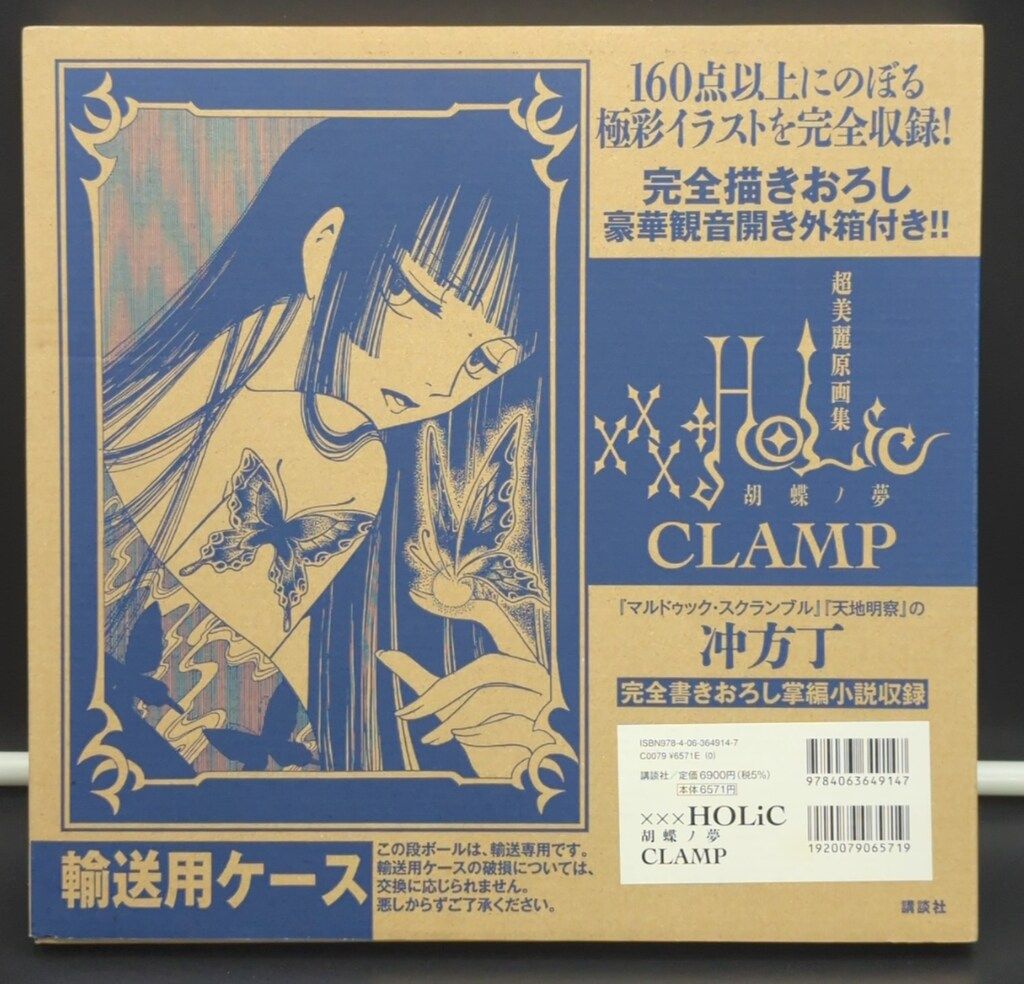 160点以上にのぼる
極彩イラストを完全収録!
完全描きおろし
豪華観音開き外箱付き!!
超美麗原画集
×××HOLiC
胡蝶ノ夢
CLAMP
『マルドゥック・スクランブル』『天地明察』の
冲方丁
完全書きおろし掌編小説収録
ISBN978-4-06-364914-7
C0079 ¥6571E (0)
講談社/定価6900円(税5%)
本体6571円
9784063649147
×××HOLiC
胡蝶ノ夢
CLAMP
1920079065719
輸送用ケース
この段ボールは、輸送専用です。
輸送用ケースの破損については、
交換に応じられません。
悪しからずご了承ください。
講談社